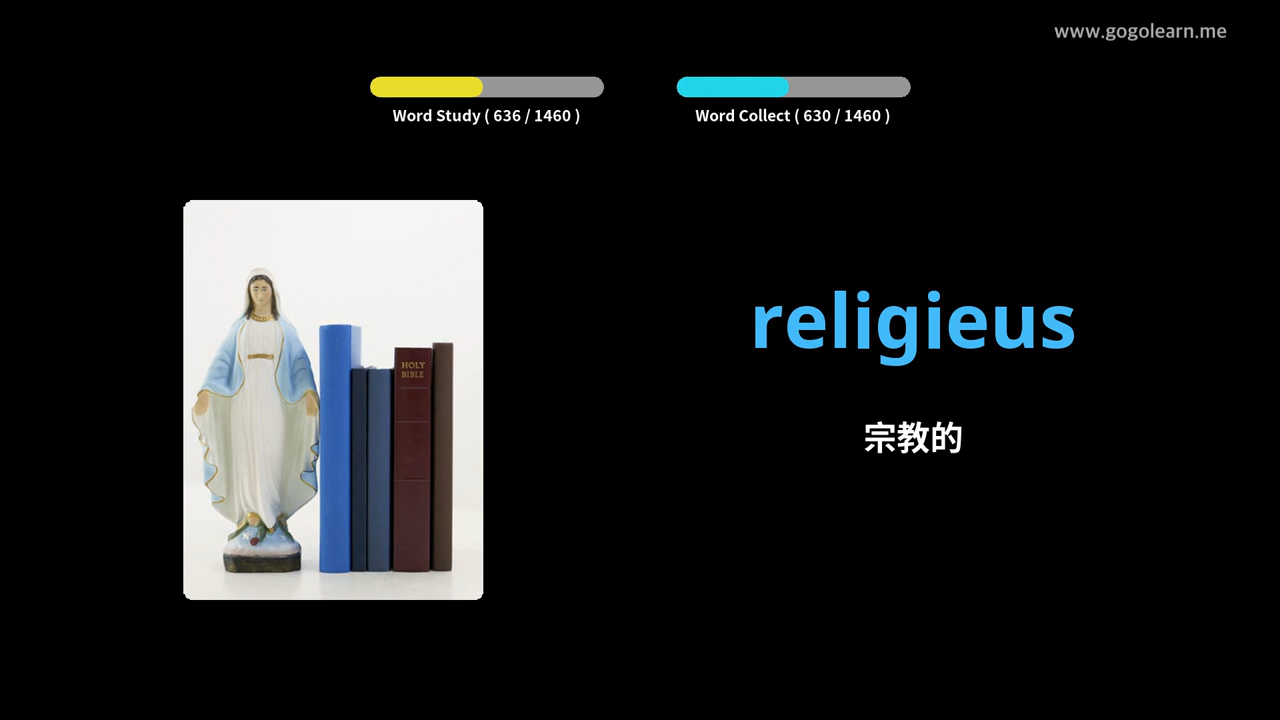 www.gogolearn.me
Word Study ( 636 / 1460 )
Word Collect ( 630 / 1460 )
HOLY
BIBLE
religieus
宗教的